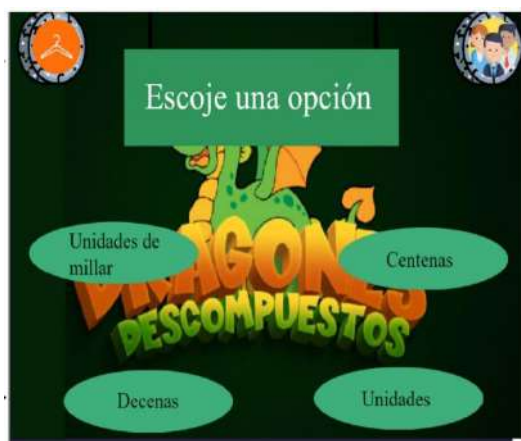 Escoje una opción
Unidades de
millar
Centenas
DRAGONES
DESCOMPUESTOS
Decenas
Unidades